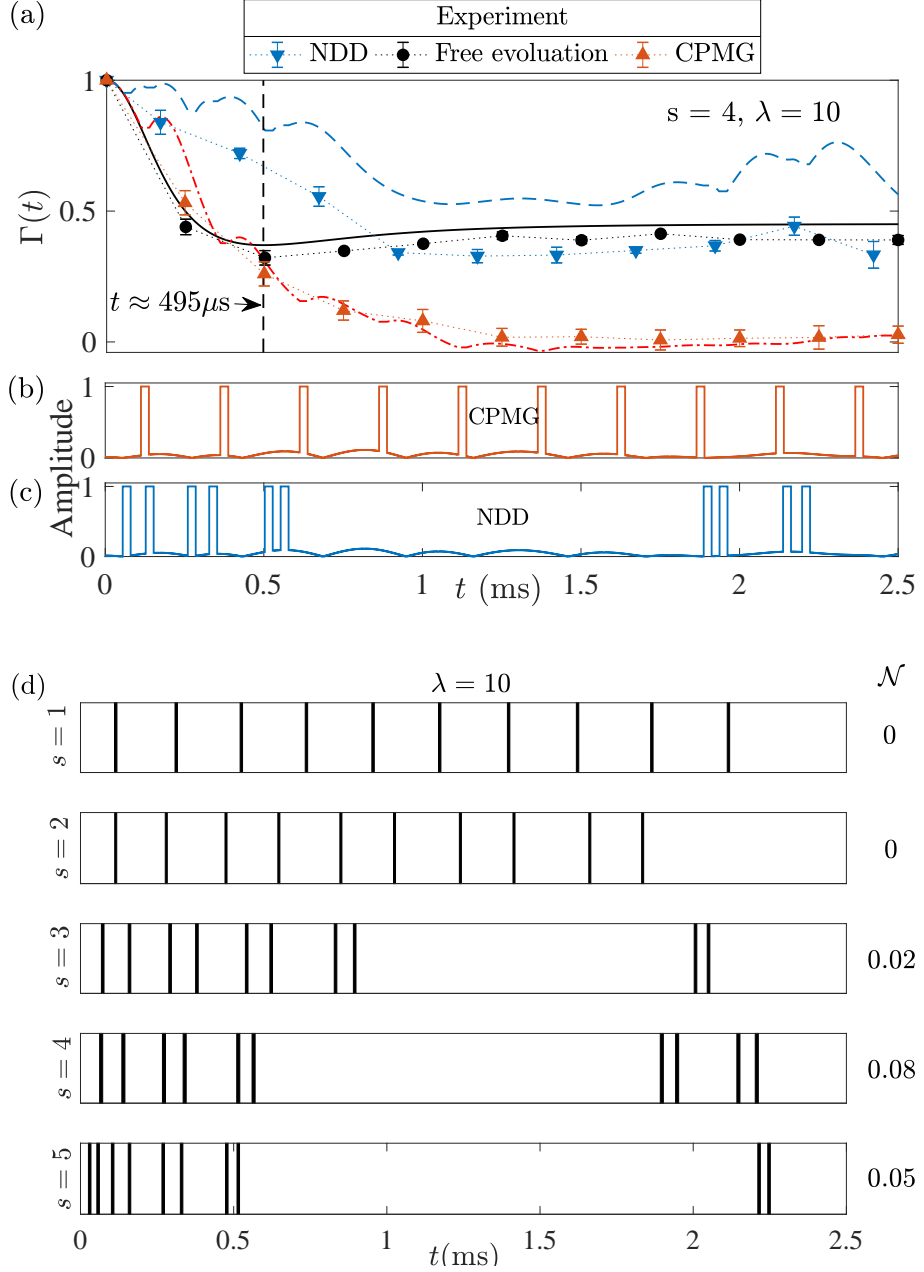 (a)
Experiment
NDD Free evoluation CPMG
1
s = 4, λ = 10
0.5
Γ(t)
t ≈ 495μs
0
(b)
1
CPMG
0
Amplitude
(c)
1
NDD
0
0 0.5 1 1.5 2 2.5
t (ms)
(d)
λ = 10
𝒩
s = 1
0
s = 2
0
s = 3
0.02
s = 4
0.08
s = 5
0.05
0 0.5 1 1.5 2 2.5
t(ms)